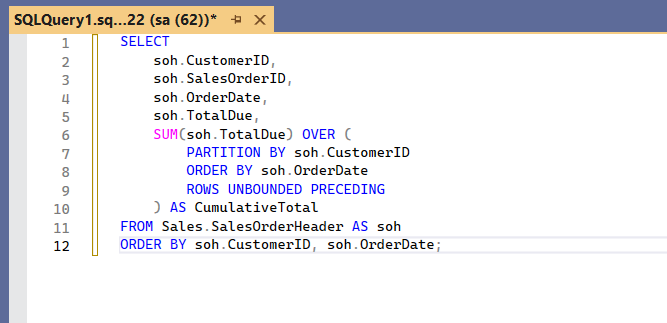 SQLQuery1.sq...22 (sa (62))*
1 SELECT
2     soh.CustomerID,
3     soh.SalesOrderID,
4     soh.OrderDate,
5     soh.TotalDue,
6     SUM(soh.TotalDue) OVER (
7         PARTITION BY soh.CustomerID
8         ORDER BY soh.OrderDate
9         ROWS UNBOUNDED PRECEDING
10     ) AS CumulativeTotal
11 FROM Sales.SalesOrderHeader AS soh
12 ORDER BY soh.CustomerID, soh.OrderDate;